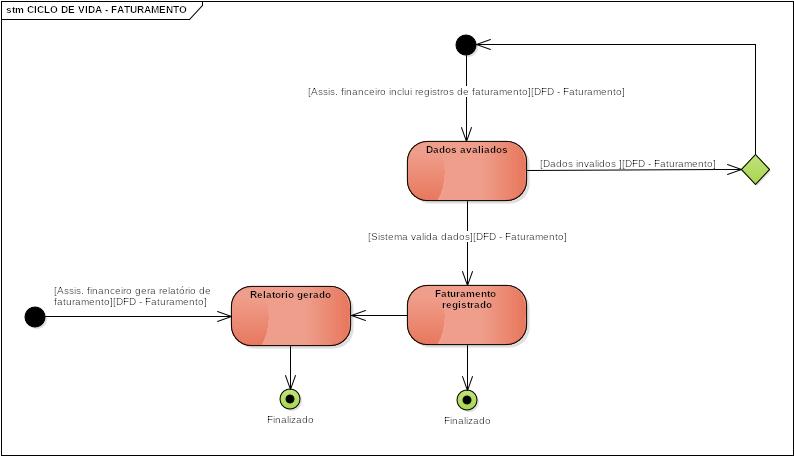 stm CICLO DE VIDA - FATURAMENTO
[Assis. financeiro inclui registros de faturamento][DFD - Faturamento]
Dados avaliados
[Dados invalidos ][DFD - Faturamento]
[Sistema valida dados][DFD - Faturamento]
[Assis. financeiro gera relatório de
faturamento][DFD - Faturamento]
Relatorio gerado
Faturamento
registrado
Finalizado
Finalizado